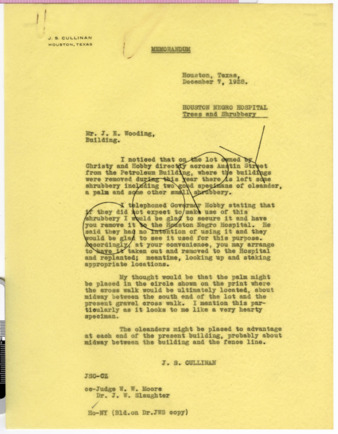 J. S. CULLINAN
HOUSTON, TEXAS
MEMORANDUM
Houston, Texas,
December 7, 1928.
HOUSTON NEGRO HOSPITAL
Trees and Shrubbery
Mr. J. R. Wooding,
Building.
I noticed that on the lot owned by
Christy and Hobby directly across Austin Street
from the Petroleum Building, where the buildings
were removed during this year there is left some
shrubbery including two good specimens of oleander,
a palm and some other small shrubbery.
I telephoned Governor Hobby stating that
if they did not expect to make use of this
shrubbery I would be glad to secure it and have
you remove it to the Houston Negro Hospital. He
said they had no intention of using it and they
would be glad to see it used for this purpose.
Accordingly, at your convenience, you may arrange
to have it taken out and removed to the Hospital
and replanted; meantime, looking up and staking
appropriate locations.
My thought would be that the palm might
be placed in the circle shown on the print where
the cross walk would be ultimately located, about
midway between the south end of the lot and the
present gravel cross walk. I mention this par-
ticularly as it looks to me like a very hearty
specimen.
The oleanders might be placed to advantage
at each end of the present building, probably about
midway between the building and the fence line.
J. S. CULLINAN
JSC-CL
cc-Judge W. W. Moore
Dr. J. W. Slaughter
Ho-NY (Bld.on Dr.JWS copy)